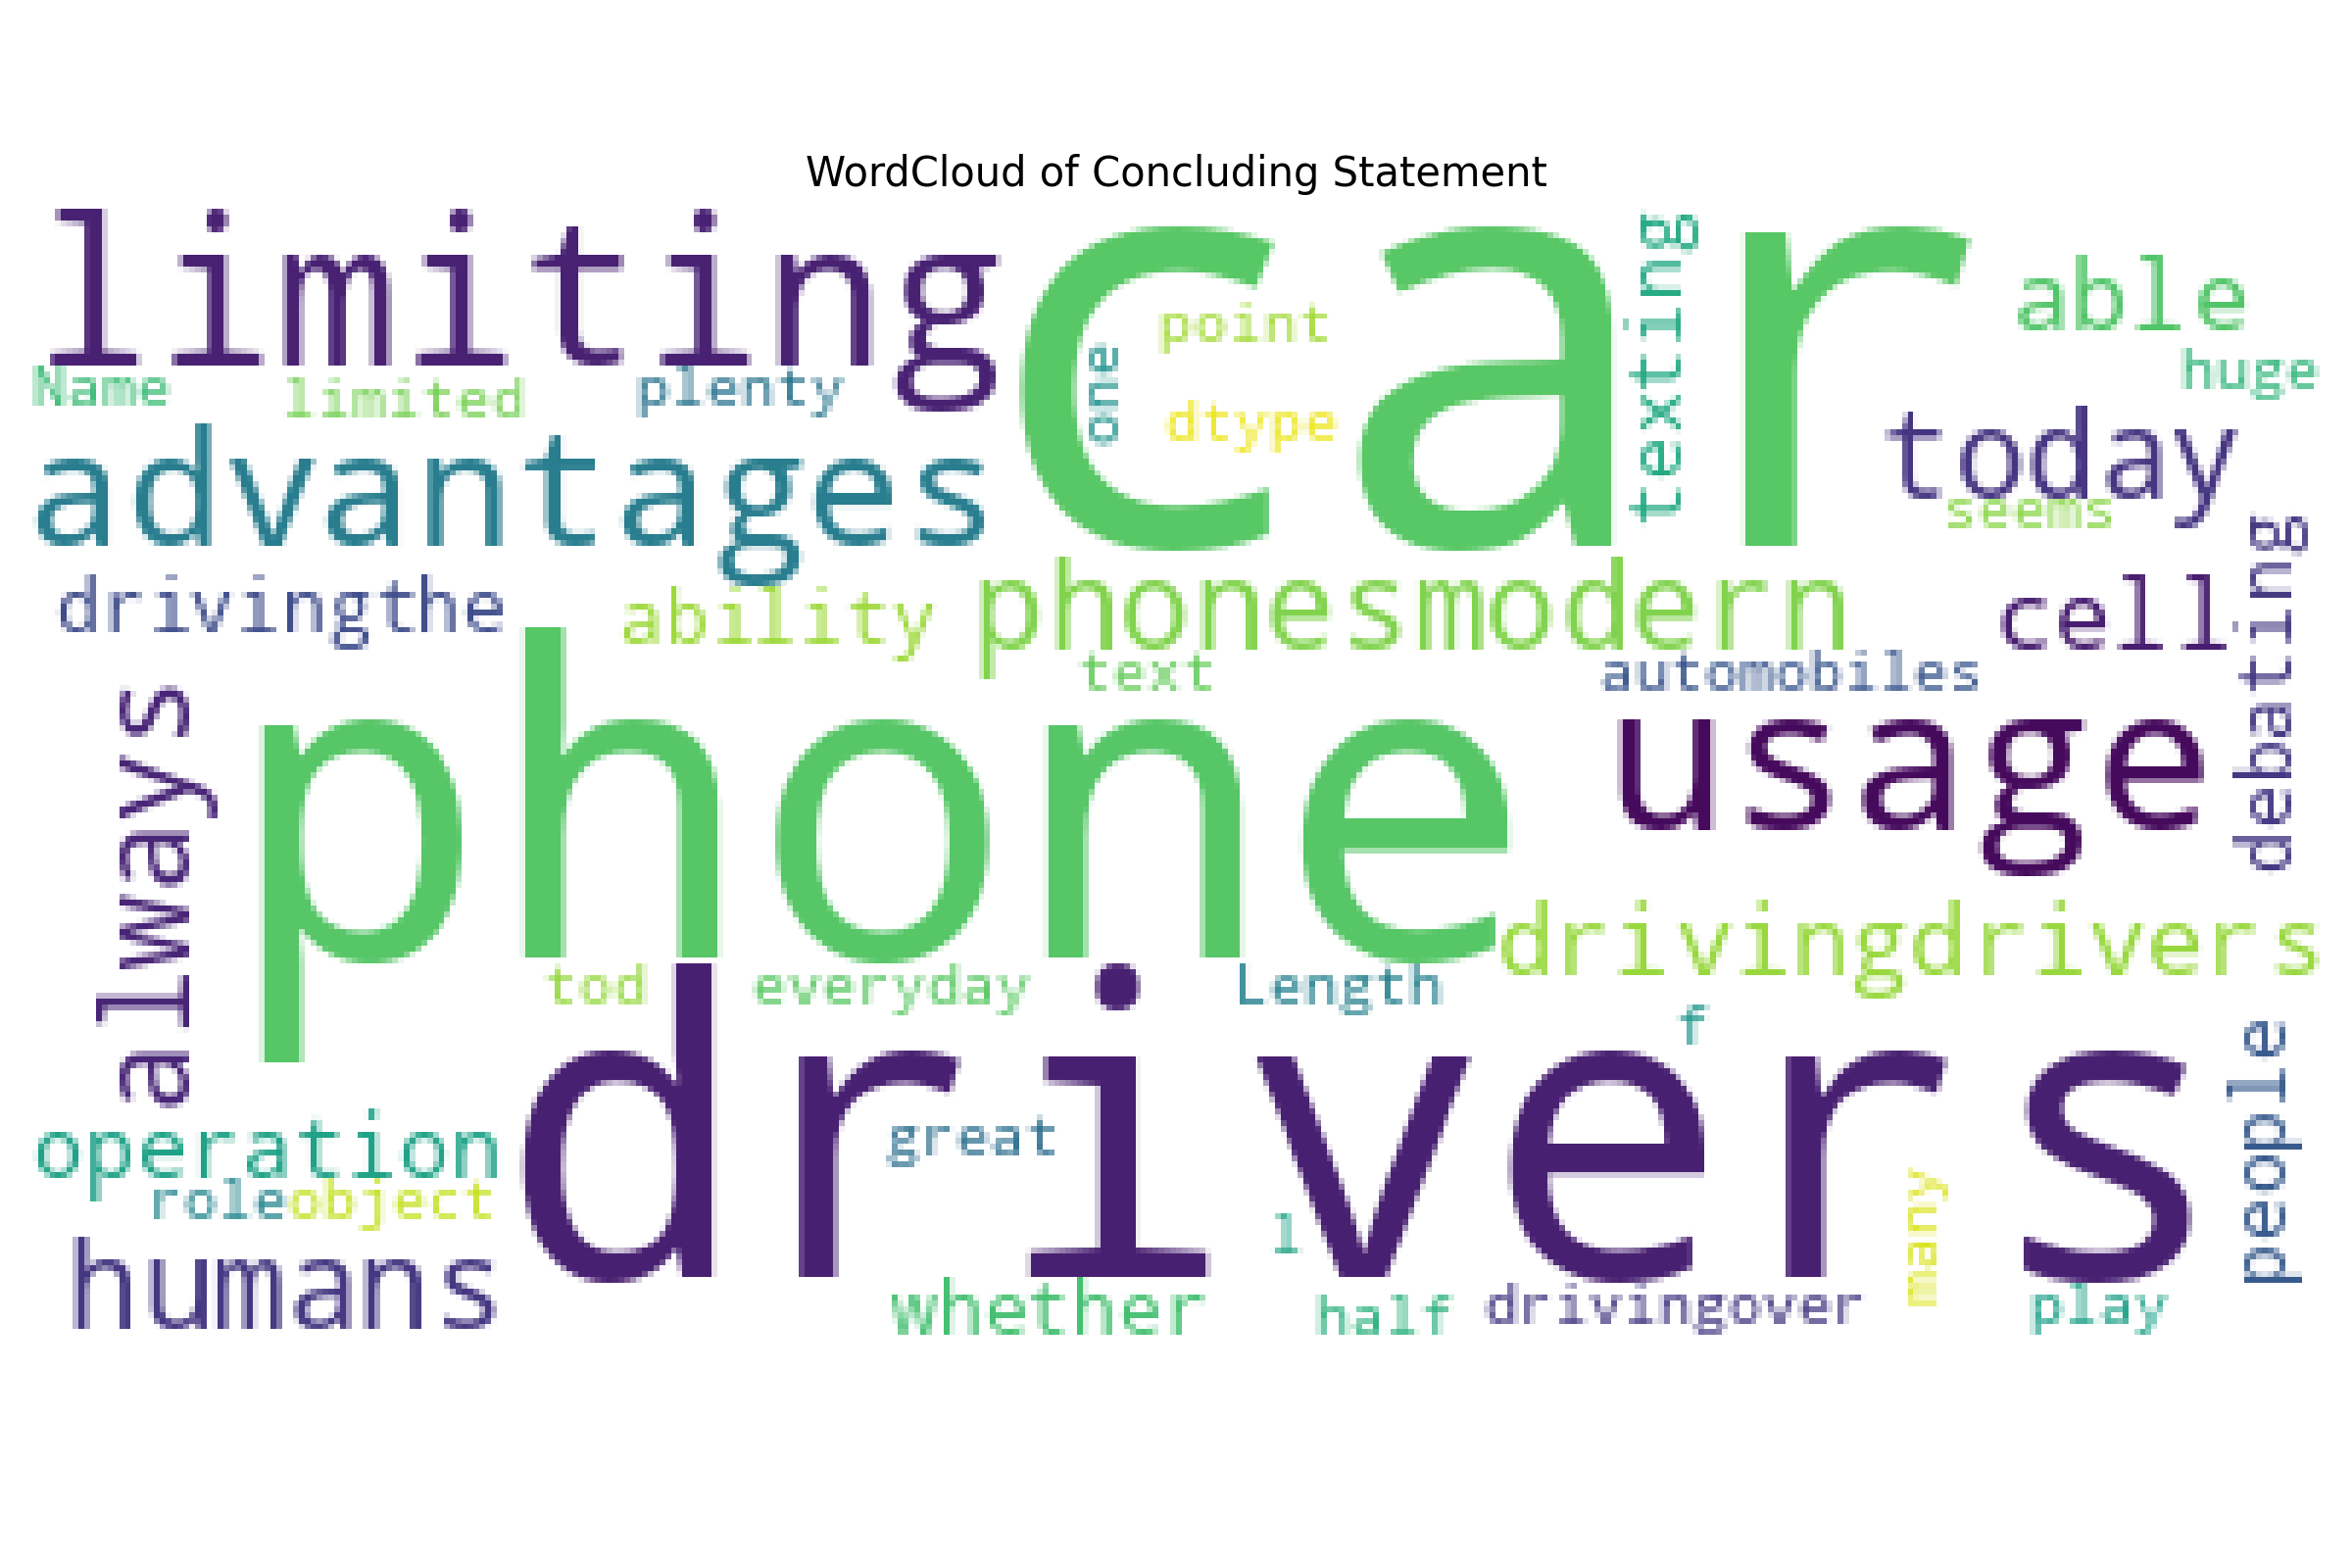 WordCloud of Concluding Statement
limiting
car
texting
able
point
one
huge
Name
limited
plenty
dtype
today
advantages
seems
debating
drivingthe
ability
phonesmodern
cell
text
automobiles
always
phone
usage
drivingdrivers
tod
everyday
Length
f
drivers
people
operation
great
role
object
l
many
humans
whether
half
drivingover
play